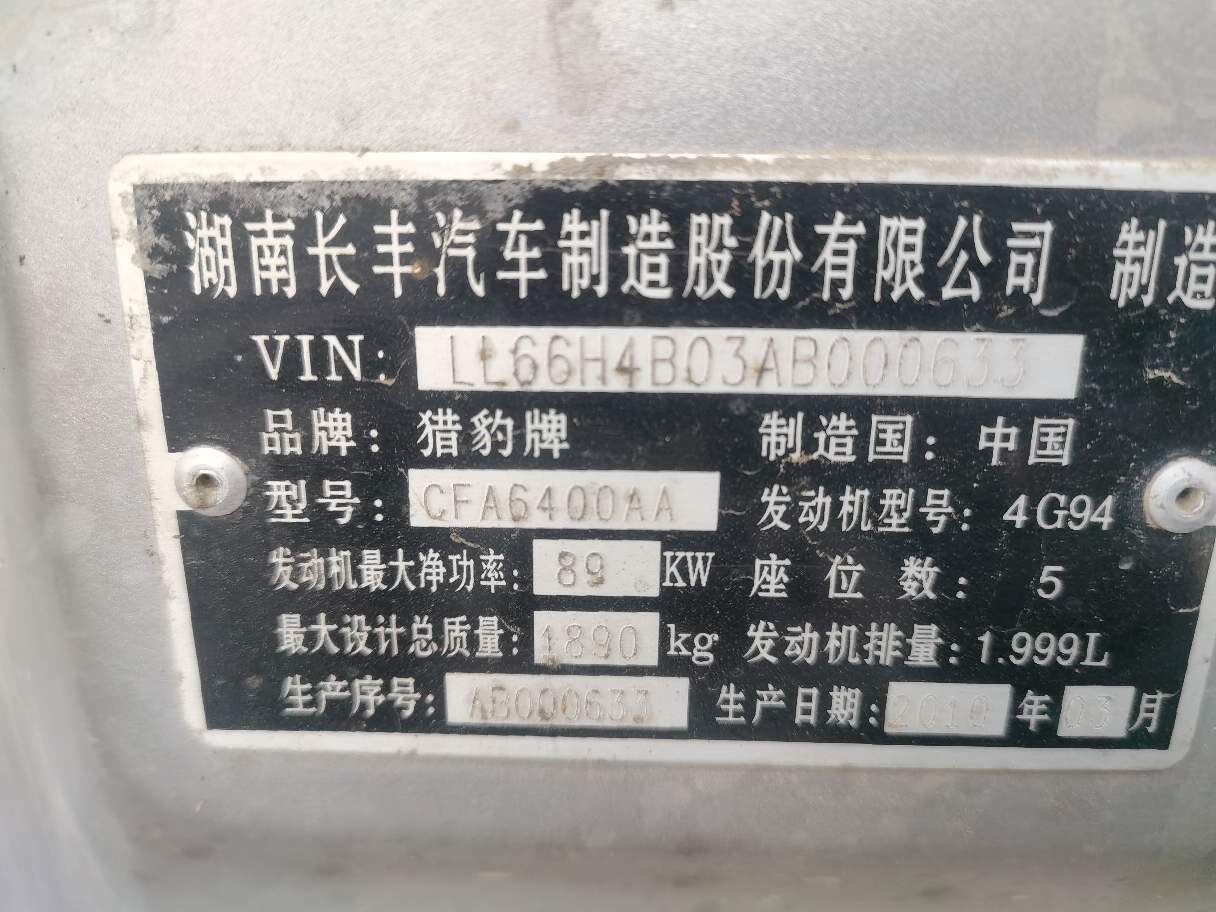 湖南长丰汽车制造股份有限公司 制造
VIN: LL66H4B03AB000633
品牌: 猎豹牌 制造国: 中国
型号: CFA6400AA 发动机型号: 4G94
发动机最大净功率: 89 KW 座位数: 5
最大设计总质量: 1890 kg 发动机排量: 1.999L
生产序号: AB000633 生产日期: 2010 年 03 月